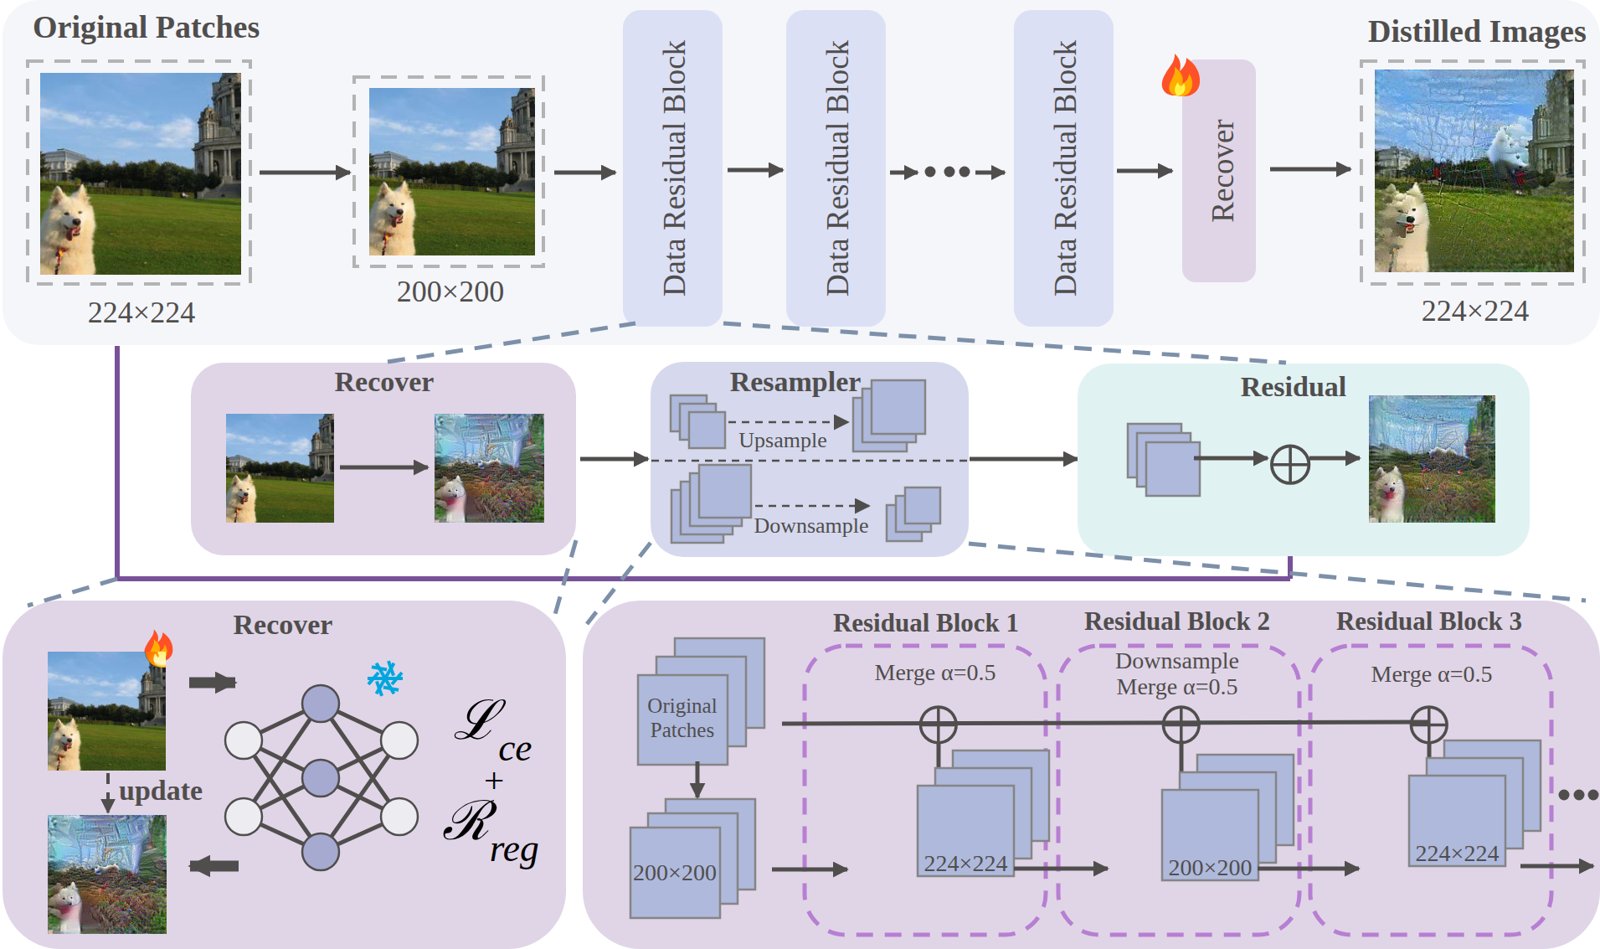 Original Patches
Distilled Images
224×224
200×200
Data Residual Block
Data Residual Block
Data Residual Block
Recover
224×224
Recover
Resampler
Upsample
Downsample
Residual
Recover
update
ℒce
+
ℛreg
Residual Block 1
Residual Block 2
Residual Block 3
Merge α=0.5
Downsample
Merge α=0.5
Merge α=0.5
Original
Patches
200×200
224×224
200×200
224×224